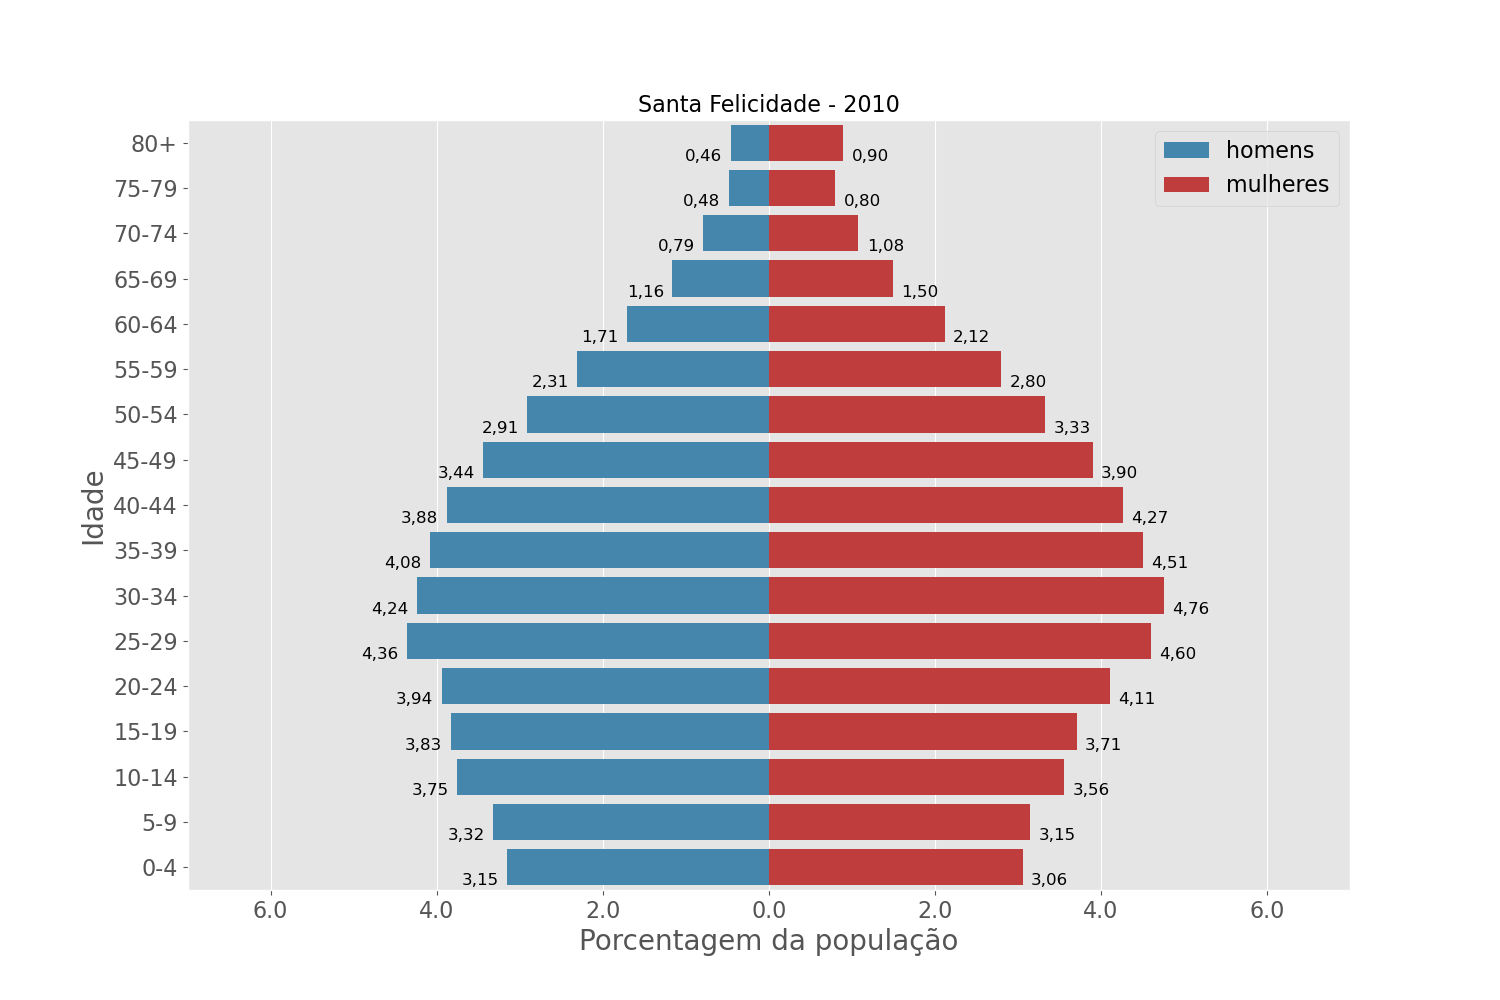 Santa Felicidade - 2010
homens
mulheres
Idade
80+ 0,46 0,90
75-79 0,48 0,80
70-74 0,79 1,08
65-69 1,16 1,50
60-64 1,71 2,12
55-59 2,31 2,80
50-54 2,91 3,33
45-49 3,44 3,90
40-44 3,88 4,27
35-39 4,08 4,51
30-34 4,24 4,76
25-29 4,36 4,60
20-24 3,94 4,11
15-19 3,83 3,71
10-14 3,75 3,56
5-9 3,32 3,15
0-4 3,15 3,06
6.0 4.0 2.0 0.0 2.0 4.0 6.0
Porcentagem da população